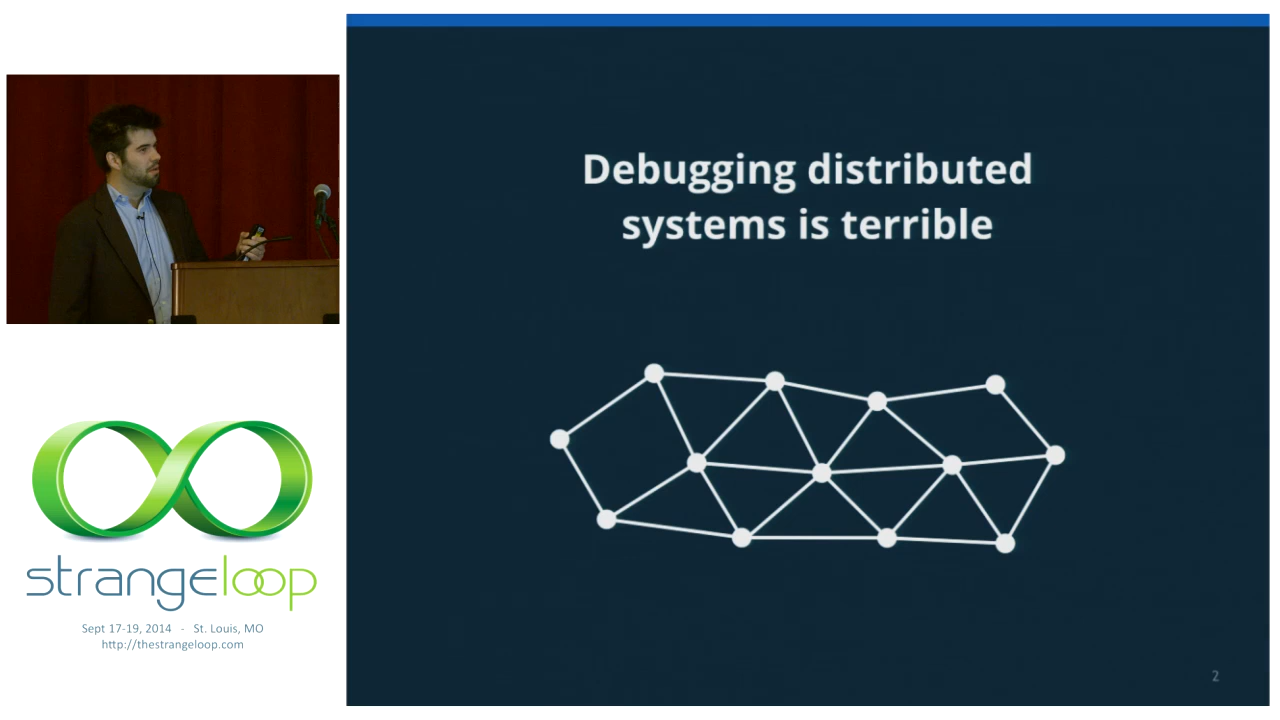 Debugging distributed
systems is terrible
strangeloop
Sept 17-19, 2014 - St. Louis, MO
http://thestrangeloop.com
2